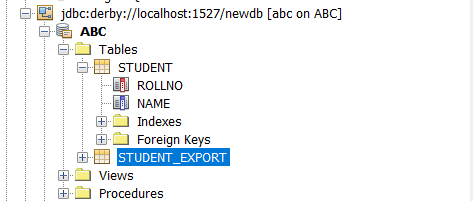 jdbc:derby://localhost:1527/newdb [abc on ABC]
ABC
Tables
STUDENT
ROLLNO
NAME
Indexes
Foreign Keys
STUDENT_EXPORT
Views
Procedures